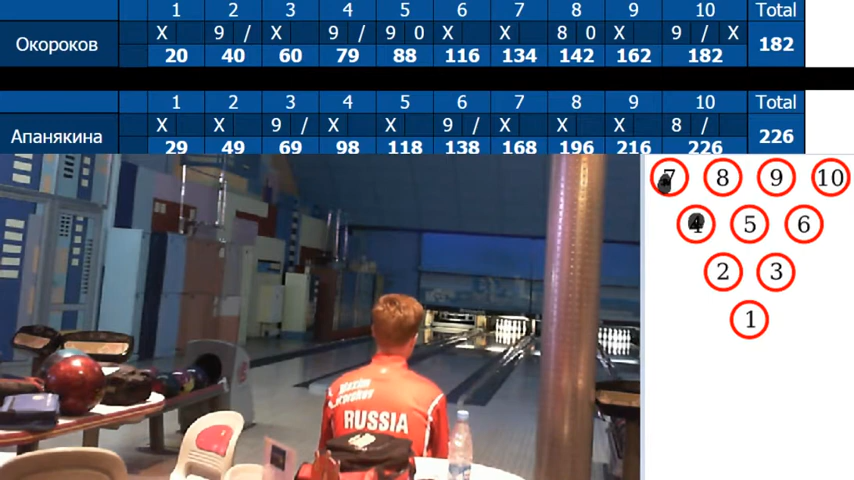 1 2 3 4 5 6 7 8 9 10 Total
Окороков X 9 / X 9 / 9 0 X X 8 0 X 9 / X 182
20 40 60 79 88 116 134 142 162 182
1 2 3 4 5 6 7 8 9 10 Total
Апанякина X X 9 / X X 9 / X X X 8 / 226
29 49 69 98 118 138 168 196 216 226
7 8 9 10
4 5 6
2 3
1
Maxim
RUSSIA